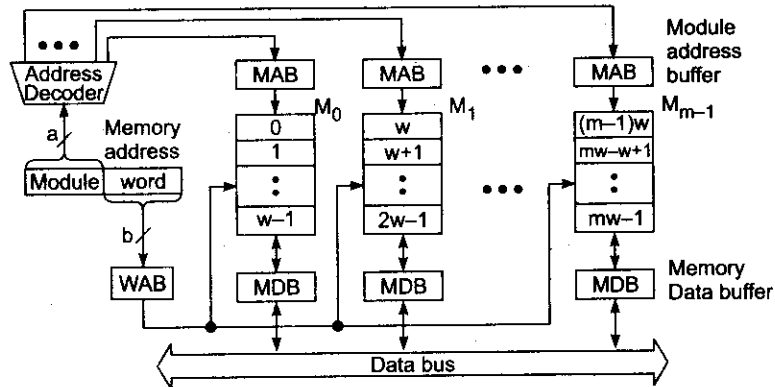 Module
address
buffer
Address
Decoder
MAB
MAB
MAB
M0
M1
Mm–1
a
Memory
address
Module
word
b
WAB
0
1
w–1
w
w+1
2w–1
(m–1)w
mw–w+1
mw–1
MDB
MDB
MDB
Memory
Data buffer
Data bus